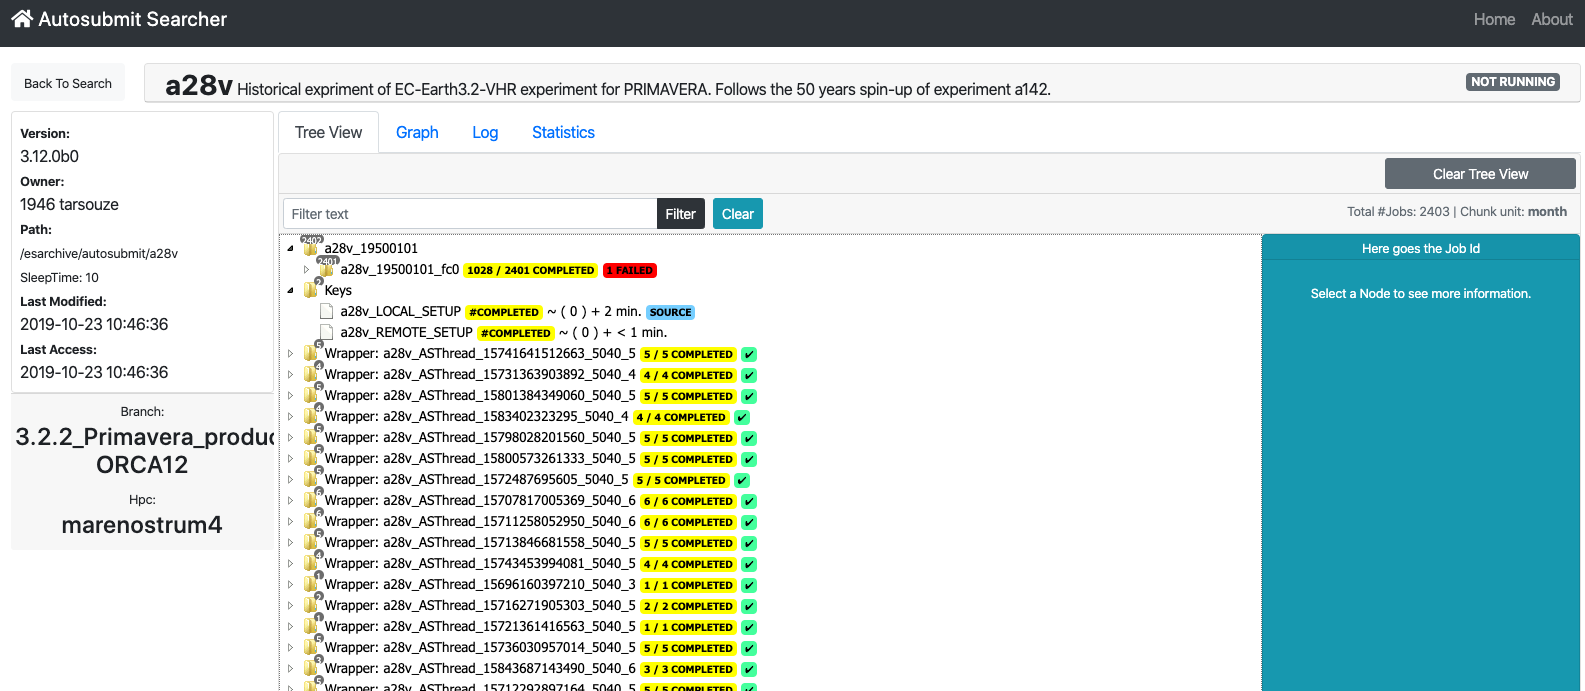 Autosubmit Searcher
Home About
Back To Search
a28v Historical expriment of EC-Earth3.2-VHR experiment for PRIMAVERA. Follows the 50 years spin-up of experiment a142.
NOT RUNNING
Version:
3.12.0b0
Owner:
1946 tarsouze
Path:
/esarchive/autosubmit/a28v
SleepTime: 10
Last Modified:
2019-10-23 10:46:36
Last Access:
2019-10-23 10:46:36
Branch:
3.2.2_Primavera_produc
ORCA12
Hpc:
marenostrum4
Tree View Graph Log Statistics
Clear Tree View
Filter text Filter Clear
Total #Jobs: 2403 | Chunk unit: month
2402 a28v_19500101
2401 a28v_19500101_fc0 1028 / 2401 COMPLETED 1 FAILED
2 Keys
a28v_LOCAL_SETUP #COMPLETED ~ ( 0 ) + 2 min. SOURCE
a28v_REMOTE_SETUP #COMPLETED ~ ( 0 ) + < 1 min.
5 Wrapper: a28v_ASThread_15741641512663_5040_5 5 / 5 COMPLETED ✔
4 Wrapper: a28v_ASThread_15731363903892_5040_4 4 / 4 COMPLETED ✔
5 Wrapper: a28v_ASThread_15801384349060_5040_5 5 / 5 COMPLETED ✔
4 Wrapper: a28v_ASThread_1583402323295_5040_4 4 / 4 COMPLETED ✔
5 Wrapper: a28v_ASThread_15798028201560_5040_5 5 / 5 COMPLETED ✔
5 Wrapper: a28v_ASThread_15800573261333_5040_5 5 / 5 COMPLETED ✔
5 Wrapper: a28v_ASThread_1572487695605_5040_5 5 / 5 COMPLETED ✔
6 Wrapper: a28v_ASThread_15707817005369_5040_6 6 / 6 COMPLETED ✔
6 Wrapper: a28v_ASThread_15711258052950_5040_6 6 / 6 COMPLETED ✔
5 Wrapper: a28v_ASThread_15713846681558_5040_5 5 / 5 COMPLETED ✔
4 Wrapper: a28v_ASThread_15743453994081_5040_5 4 / 4 COMPLETED ✔
1 Wrapper: a28v_ASThread_15696160397210_5040_3 1 / 1 COMPLETED ✔
2 Wrapper: a28v_ASThread_15716271905303_5040_5 2 / 2 COMPLETED ✔
1 Wrapper: a28v_ASThread_15721361416563_5040_5 1 / 1 COMPLETED ✔
5 Wrapper: a28v_ASThread_15736030957014_5040_5 5 / 5 COMPLETED ✔
3 Wrapper: a28v_ASThread_15843687143490_5040_6 3 / 3 COMPLETED ✔
5 Wrapper: a28v_ASThread_15712292897164_5040_5 5 / 5 COMPLETED
Here goes the Job Id
Select a Node to see more information.